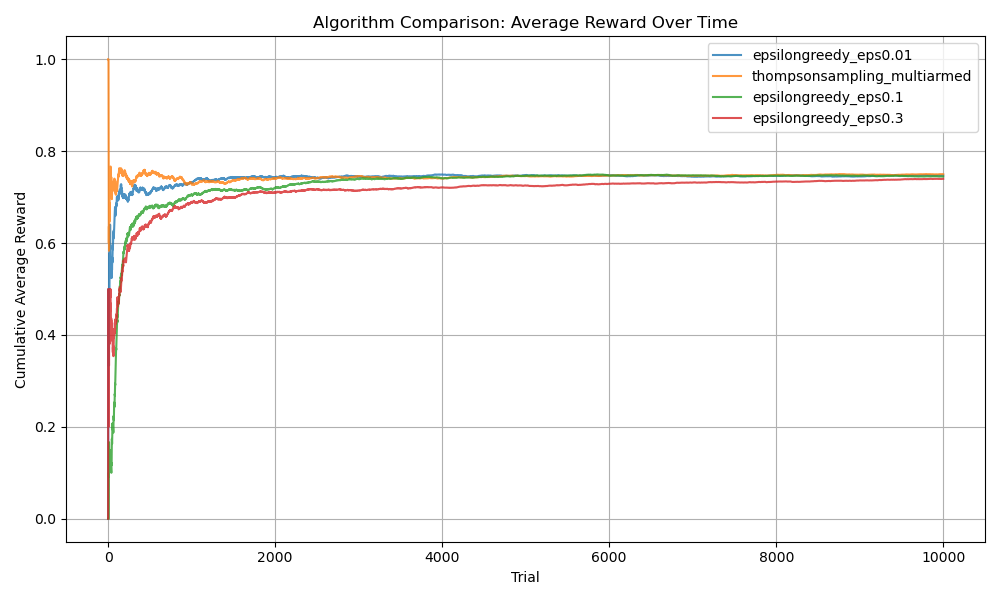 Algorithm Comparison: Average Reward Over Time
epsilongreedy_eps0.01
thompsonsampling_multiarmed
epsilongreedy_eps0.1
epsilongreedy_eps0.3
Cumulative Average Reward
1.0
0.8
0.6
0.4
0.2
0.0
0
2000
4000
6000
8000
10000
Trial